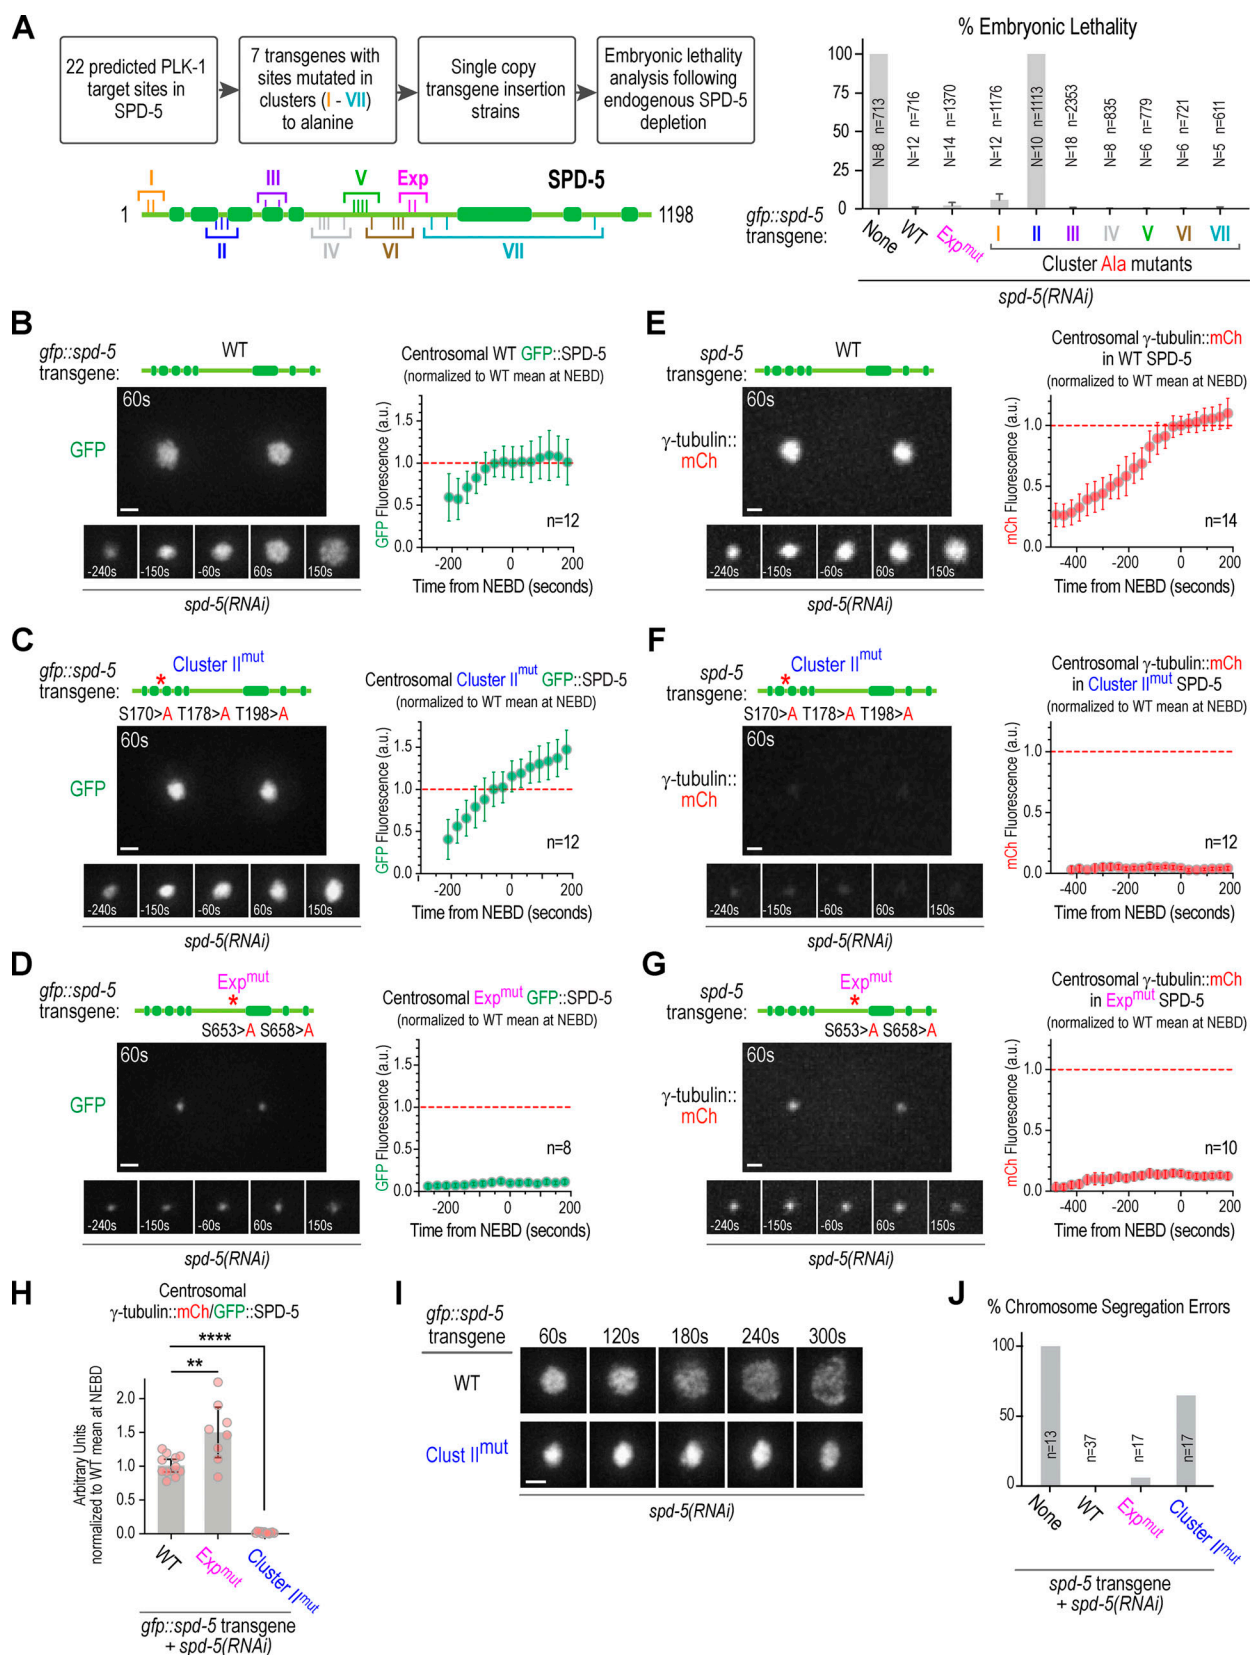 A
22 predicted PLK-1
target sites in
SPD-5
7 transgenes with
sites mutated in
clusters (I - VII)
to alanine
Single copy
transgene insertion
strains
Embryonic lethality
analysis following
endogenous SPD-5
depletion
I
III
V
Exp
SPD-5
1
1198
II
IV
VI
VII
% Embryonic Lethality
100
75
50
25
0
N=8 n=713
N=12 n=716
N=14 n=1370
N=12 n=1176
N=10 n=1113
N=18 n=2353
N=8 n=835
N=6 n=779
N=6 n=721
N=5 n=611
gfp::spd-5
transgene:
None
WT
Expmut
I
II
III
IV
V
VI
VII
Cluster Ala mutants
spd-5(RNAi)
B
gfp::spd-5
transgene:
WT
60s
GFP
-240s
-150s
-60s
60s
150s
spd-5(RNAi)
Centrosomal WT GFP::SPD-5
(normalized to WT mean at NEBD)
GFP Fluorescence (a.u.)
1.5
1.0
0.5
0.0
n=12
-200
0
200
Time from NEBD (seconds)
E
spd-5
transgene:
WT
60s
γ-tubulin::
mCh
-240s
-150s
-60s
60s
150s
spd-5(RNAi)
Centrosomal γ-tubulin::mCh
in WT SPD-5
(normalized to WT mean at NEBD)
mCh Fluorescence (a.u.)
1.0
0.5
0.0
n=14
-400
-200
0
200
Time from NEBD (seconds)
C
gfp::spd-5
transgene:
Cluster IImut
*
S170>A T178>A T198>A
60s
GFP
-240s
-150s
-60s
60s
150s
spd-5(RNAi)
Centrosomal Cluster IImut GFP::SPD-5
(normalized to WT mean at NEBD)
GFP Fluorescence (a.u.)
1.5
1.0
0.5
0.0
n=12
-200
0
200
Time from NEBD (seconds)
F
spd-5
transgene:
Cluster IImut
*
S170>A T178>A T198>A
60s
γ-tubulin::
mCh
-240s
-150s
-60s
60s
150s
spd-5(RNAi)
Centrosomal γ-tubulin::mCh
in Cluster IImut SPD-5
(normalized to WT mean at NEBD)
mCh Fluorescence (a.u.)
1.0
0.5
0.0
n=12
-400
-200
0
200
Time from NEBD (seconds)
D
gfp::spd-5
transgene:
Expmut
*
S653>A S658>A
60s
GFP
-240s
-150s
-60s
60s
150s
spd-5(RNAi)
Centrosomal Expmut GFP::SPD-5
(normalized to WT mean at NEBD)
GFP Fluorescence (a.u.)
1.5
1.0
0.5
0.0
n=8
-200
0
200
Time from NEBD (seconds)
G
spd-5
transgene:
Expmut
*
S653>A S658>A
60s
γ-tubulin::
mCh
-240s
-150s
-60s
60s
150s
spd-5(RNAi)
Centrosomal γ-tubulin::mCh
in Expmut SPD-5
(normalized to WT mean at NEBD)
mCh Fluorescence (a.u.)
1.0
0.5
0.0
n=10
-400
-200
0
200
Time from NEBD (seconds)
H
Centrosomal
γ-tubulin::mCh/GFP::SPD-5
****
**
Arbitrary Units
normalized to WT mean at NEBD
2.0
1.5
1.0
0.5
0.0
WT
Expmut
Cluster IImut
gfp::spd-5 transgene
+ spd-5(RNAi)
I
gfp::spd-5
transgene
60s
120s
180s
240s
300s
WT
Clust IImut
spd-5(RNAi)
J
% Chromosome Segregation Errors
100
50
0
n=13
n=37
n=17
n=17
None
WT
Expmut
Cluster IImut
spd-5 transgene
+ spd-5(RNAi)